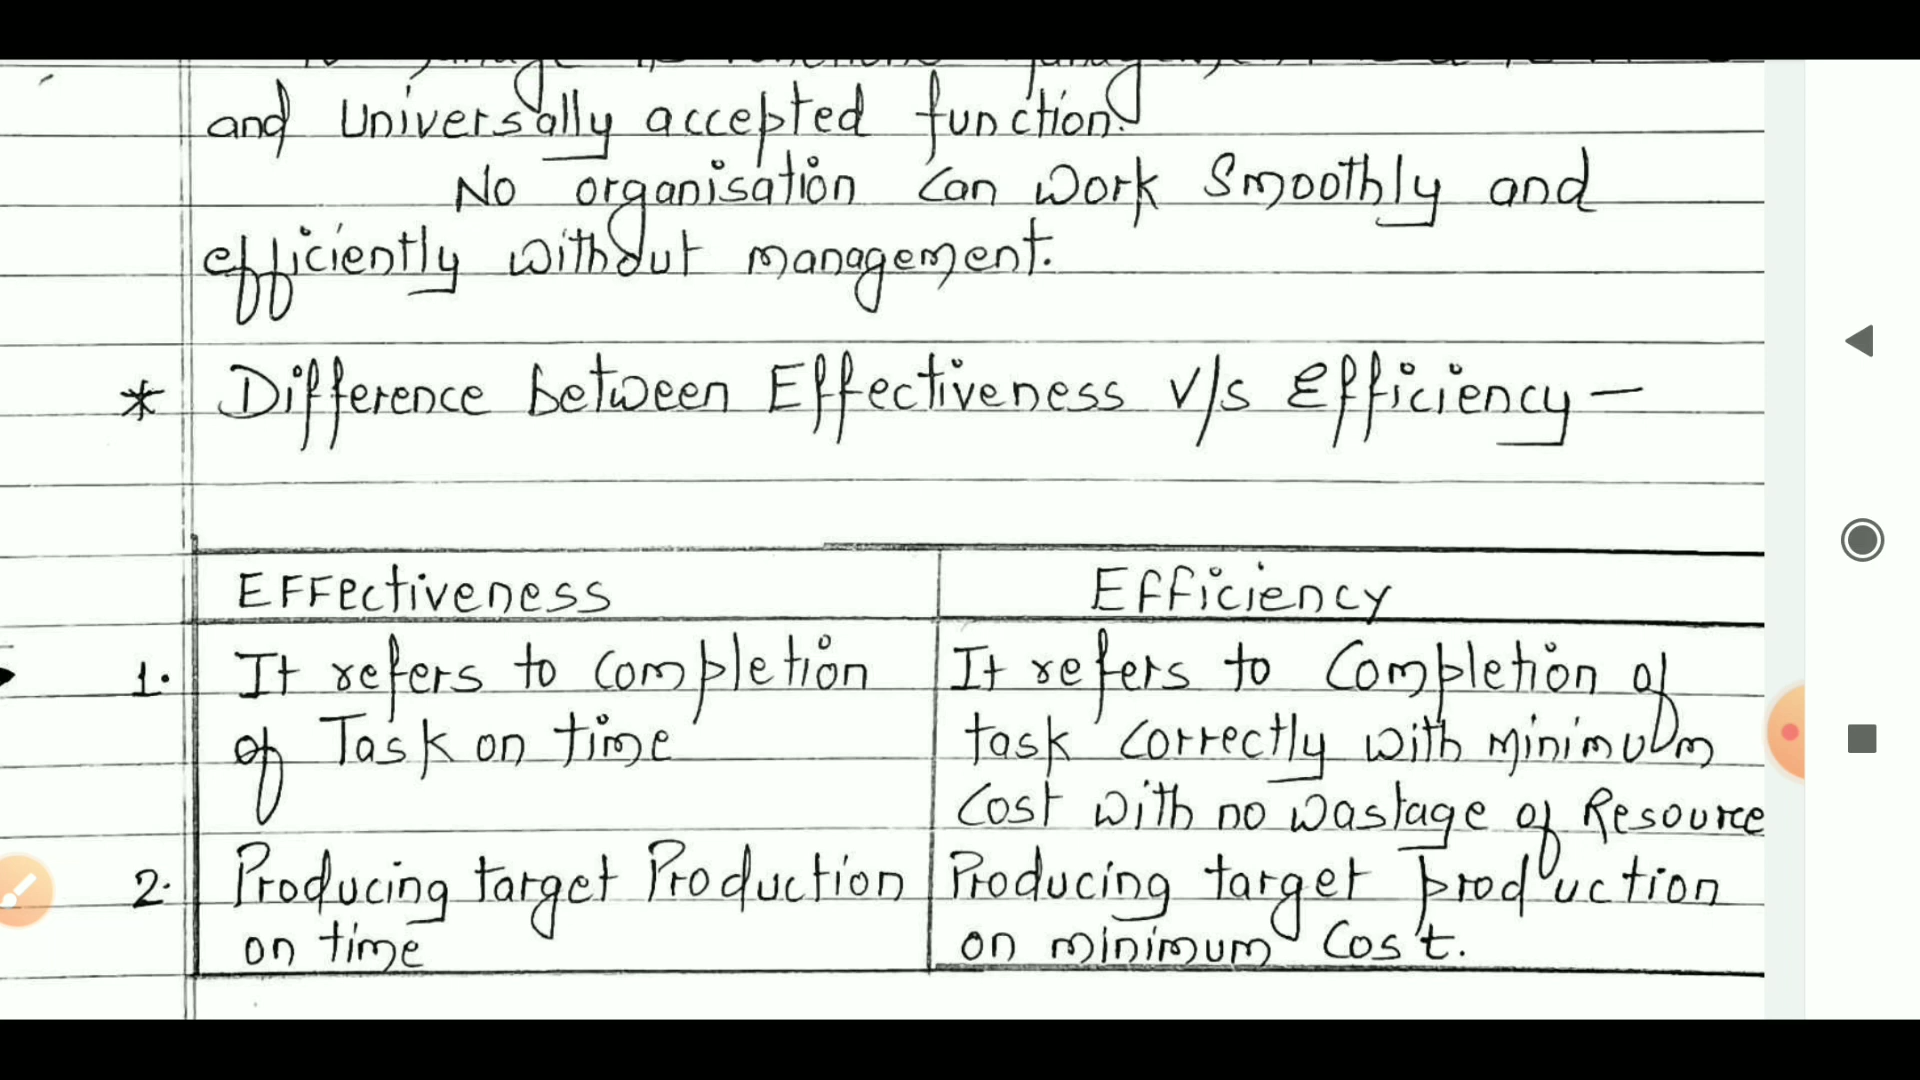 and Universally accepted function.
No organisation can work Smoothly and
efficiently without management.
* Difference between Effectiveness v/s Efficiency –
Effectiveness
Efficiency
1. It refers to completion
of Task on time
It refers to Completion of
task correctly with minimum
Cost with no wastage of Resource
2. Producing target Production
on time
Producing target production
on minimum Cost.